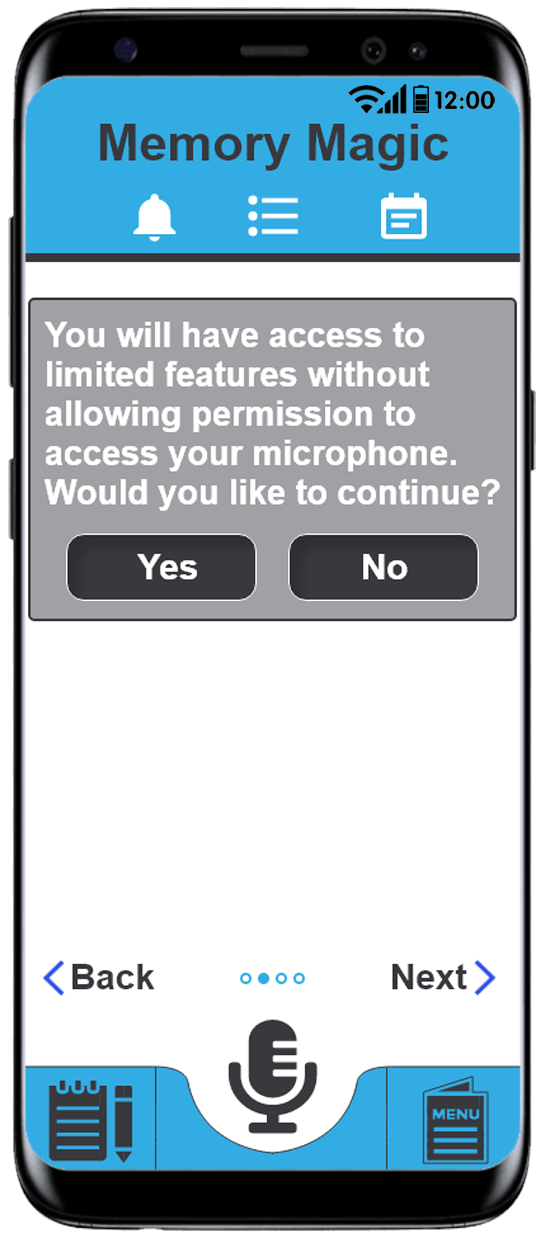 12:00
Memory Magic
You will have access to
limited features without
allowing permission to
access your microphone.
Would you like to continue?
Yes No
Back Next
MENU